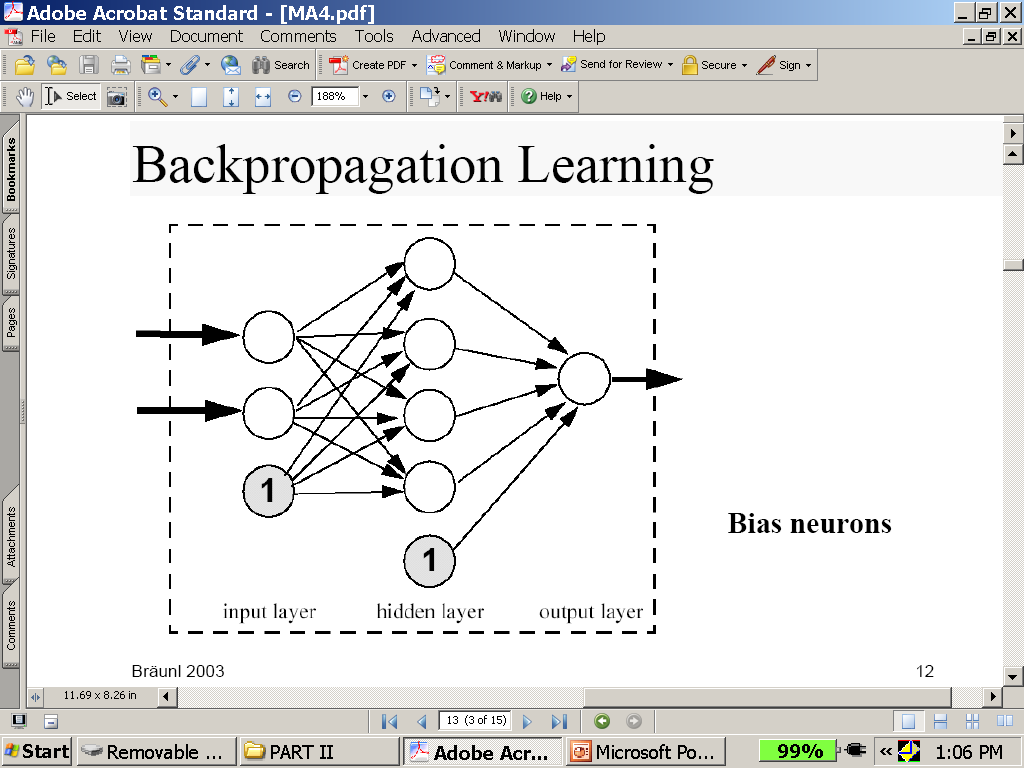 Adobe Acrobat Standard - [MA4.pdf]
File Edit View Document Comments Tools Advanced Window Help
Search Create PDF Comment & Markup Send for Review Secure Sign
Select 188% Y! Help
Bookmarks
Signatures
Pages
Attachments
Comments
Backpropagation Learning
1
1
Bias neurons
input layer hidden layer output layer
Bräunl 2003 12
11.69 x 8.26 in
13 (3 of 15)
Start Removable ... PART II Adobe Acr... Microsoft Po... 99% « 1:06 PM